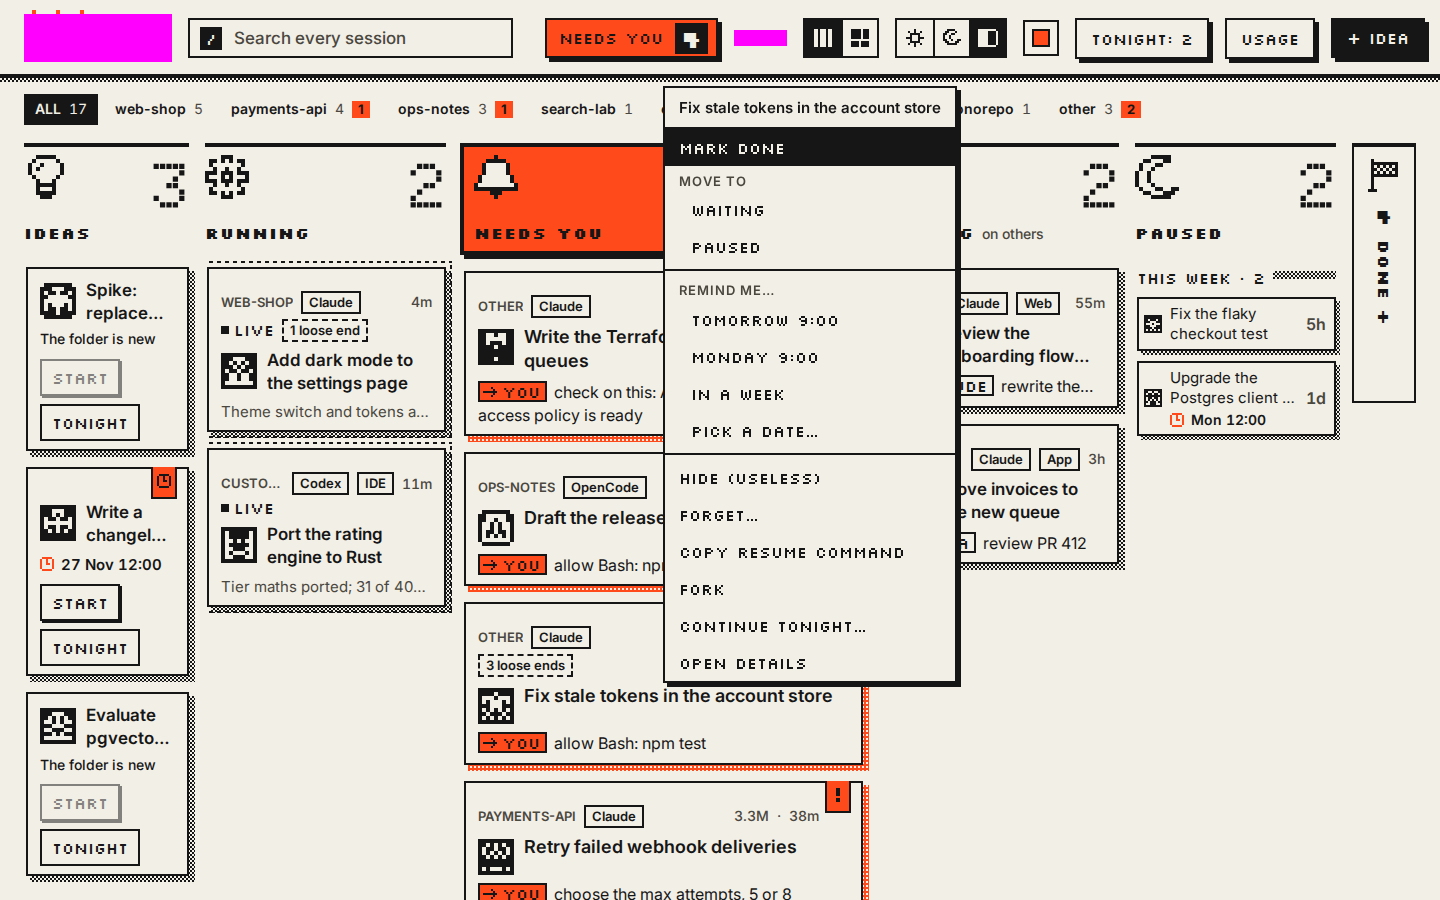 Search every session
NEEDS YOU 4
TONIGHT: 2
USAGE
+ IDEA
ALL 17
web-shop 5
payments-api 4 1
ops-notes 3 1
search-lab 1
onorepo 1
other 3 2
3
IDEAS
2
RUNNING
NEEDS YOU
2
G on others
2
PAUSED
4 DONE
Fix stale tokens in the account store
MARK DONE
MOVE TO
WAITING
PAUSED
REMIND ME...
TOMORROW 9:00
MONDAY 9:00
IN A WEEK
PICK A DATE...
HIDE (USELESS)
FORGET...
COPY RESUME COMMAND
FORK
CONTINUE TONIGHT...
OPEN DETAILS
Spike:
replace...
The folder is new
START
TONIGHT
Write a
changel...
27 Nov 12:00
START
TONIGHT
Evaluate
pgvecto...
The folder is new
START
TONIGHT
WEB-SHOP Claude 4m
LIVE 1 loose end
Add dark mode to
the settings page
Theme switch and tokens a...
CUSTO... Codex IDE 11m
LIVE
Port the rating
engine to Rust
Tier maths ported; 31 of 40...
OTHER Claude
Write the Terrafo
queues
→ YOU check on this: A
access policy is ready
OPS-NOTES OpenCode
Draft the release
→ YOU allow Bash: np
OTHER Claude
3 loose ends
Fix stale tokens in the account store
→ YOU allow Bash: npm test
PAYMENTS-API Claude 3.3M · 38m !
Retry failed webhook deliveries
→ YOU choose the max attempts, 5 or 8
Claude Web 55m
view the
boarding flow...
DE rewrite the...
Claude App 3h
ove invoices to
e new queue
A review PR 412
THIS WEEK · 2
Fix the flaky
checkout test 5h
Upgrade the
Postgres client ... 1d
Mon 12:00